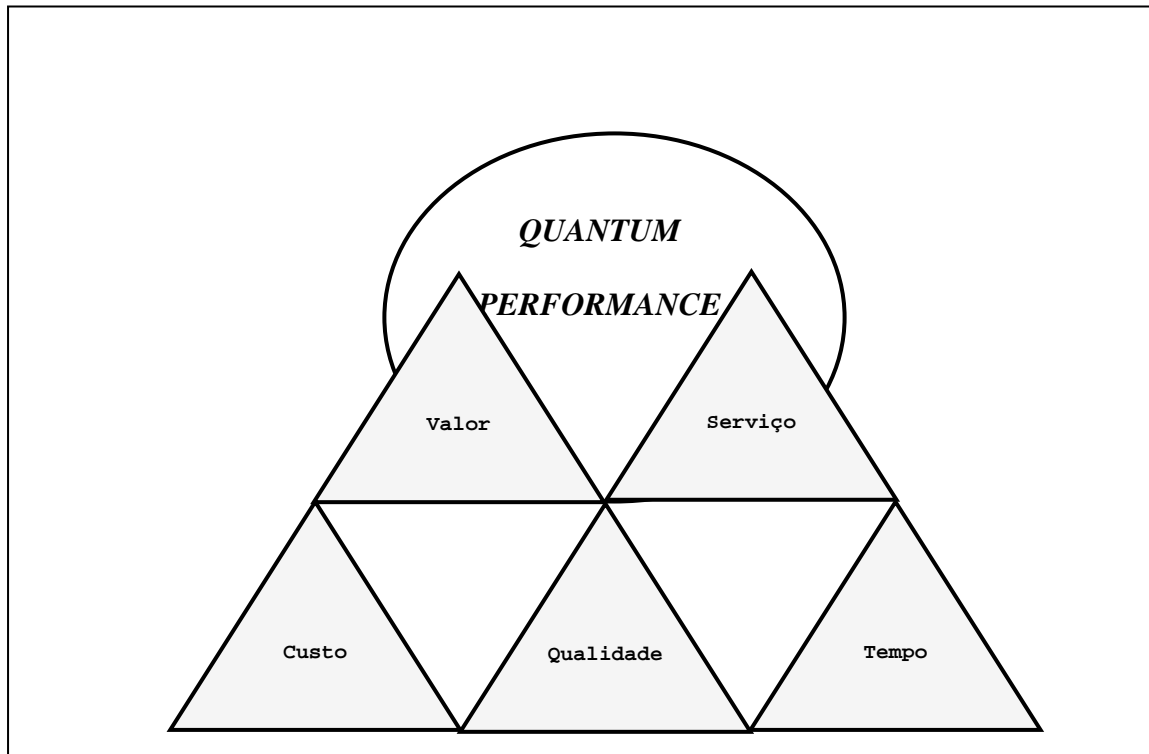 QUANTUM
PERFORMANCE
Valor
Serviço
Custo
Qualidade
Tempo